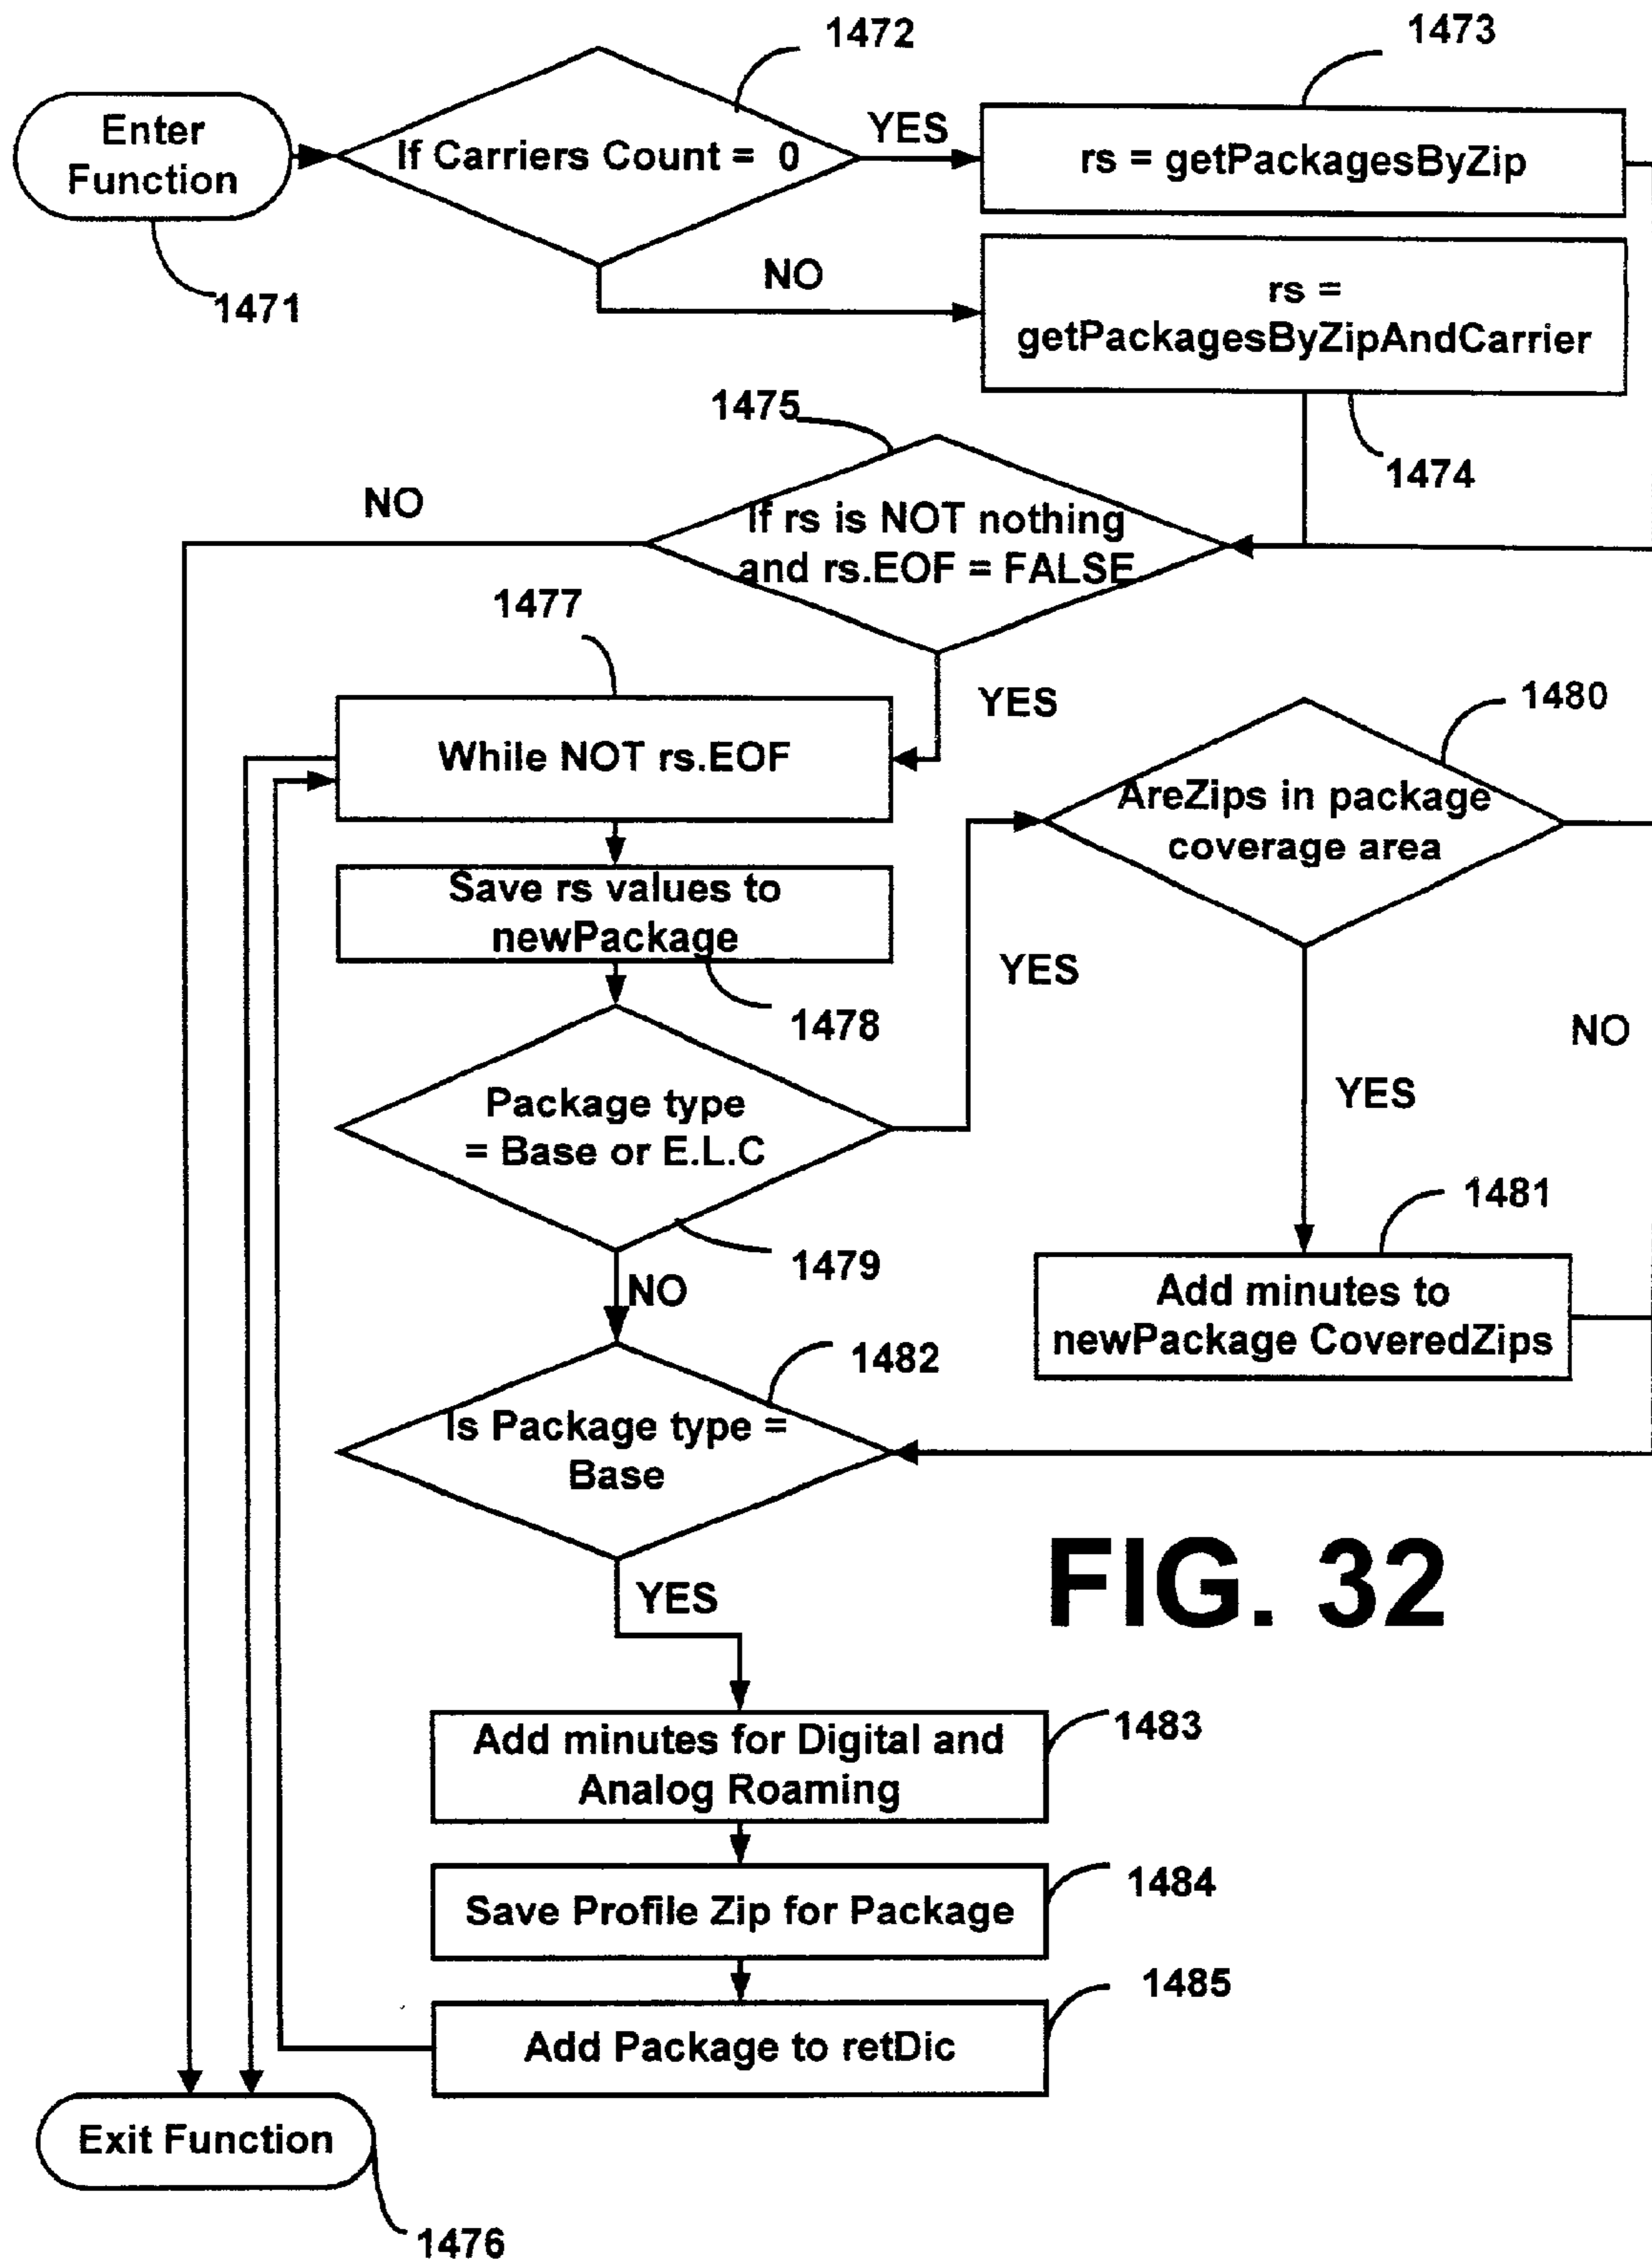 1472
1473
Enter
Function
If Carriers Count = 0
YES
rs = getPackagesByZip
1471
NO
rs =
getPackagesByZipAndCarrier
1474
1475
NO
If rs is NOT nothing
and rs.EOF = FALSE
1477
YES
While NOT rs.EOF
1480
AreZips in package
coverage area
Save rs values to
newPackage
1478
YES
NO
YES
Package type
= Base or E.L.C
1479
NO
1481
Add minutes to
newPackage CoveredZips
1482
Is Package type =
Base
YES
FIG. 32
Add minutes for Digital and
Analog Roaming
1483
Save Profile Zip for Package
1484
Add Package to retDic
1485
Exit Function
1476